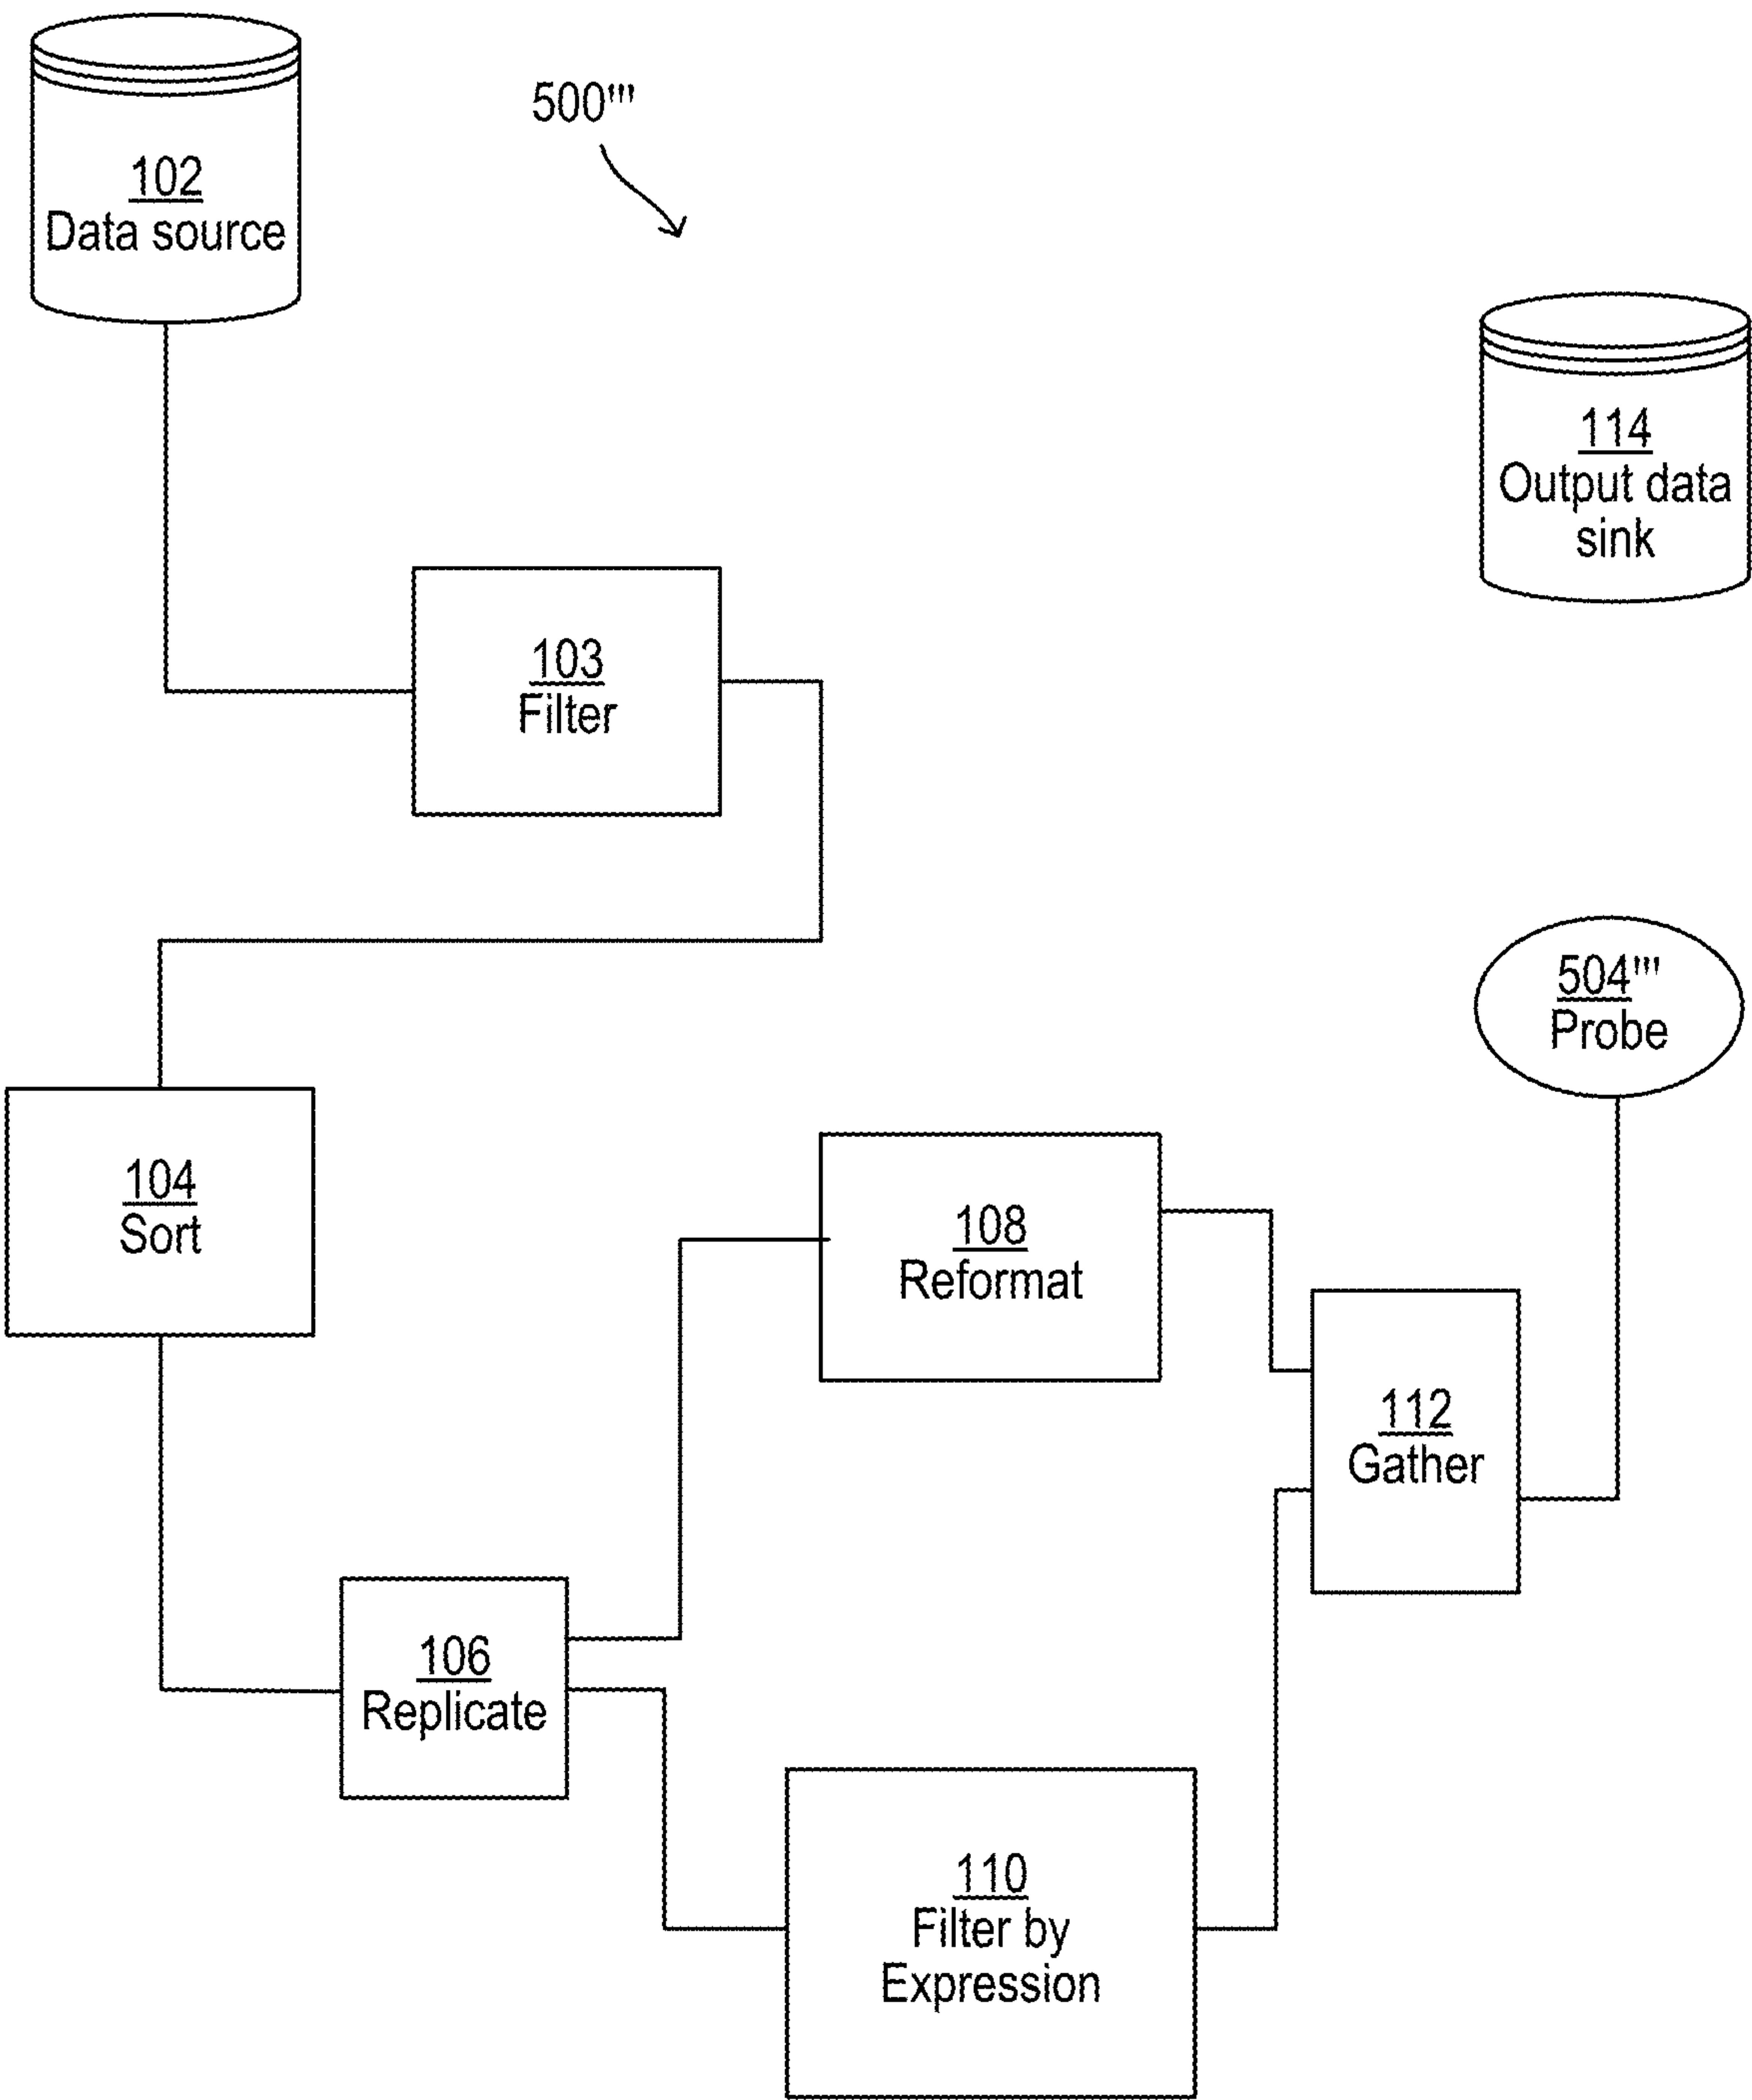 102
Data source
500'''
114
Output data
sink
103
Filter
504'''
Probe
104
Sort
108
Reformat
112
Gather
106
Replicate
110
Filter by
Expression